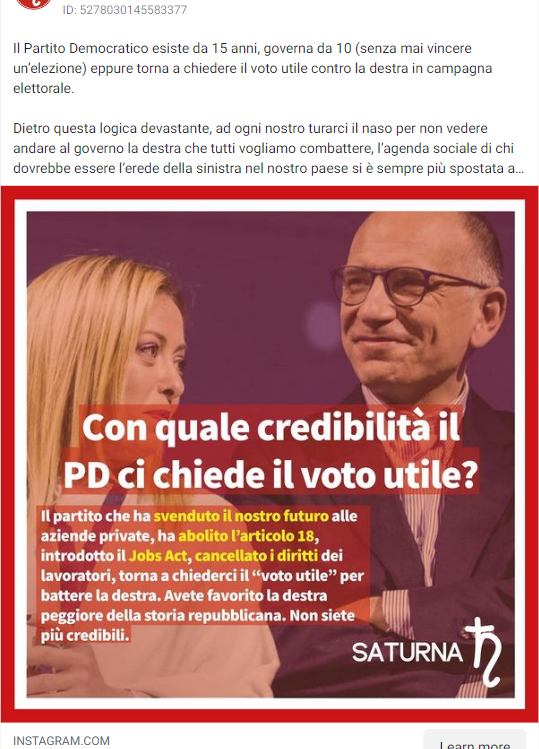 ID: 5278030145583377
Il Partito Democratico esiste da 15 anni, governa da 10 (senza mai vincere
un'elezione) eppure torna a chiedere il voto utile contro la destra in campagna
elettorale.
Dietro questa logica devastante, ad ogni nostro turarci il naso per non vedere
andare al governo la destra che tutti vogliamo combattere, l'agenda sociale di chi
dovrebbe essere l'erede della sinistra nel nostro paese si è sempre più spostata a...
Con quale credibilità il
PD ci chiede il voto utile?
Il partito che ha svenduto il nostro futuro alle
aziende private, ha abolito l'articolo 18,
introdotto il Jobs Act, cancellato i diritti dei
lavoratori, torna a chiederci il “voto utile” per
battere la destra. Avete favorito la destra
peggiore della storia repubblicana. Non siete
più credibili.
SATURNA
INSTAGRAM.COM
Learn more